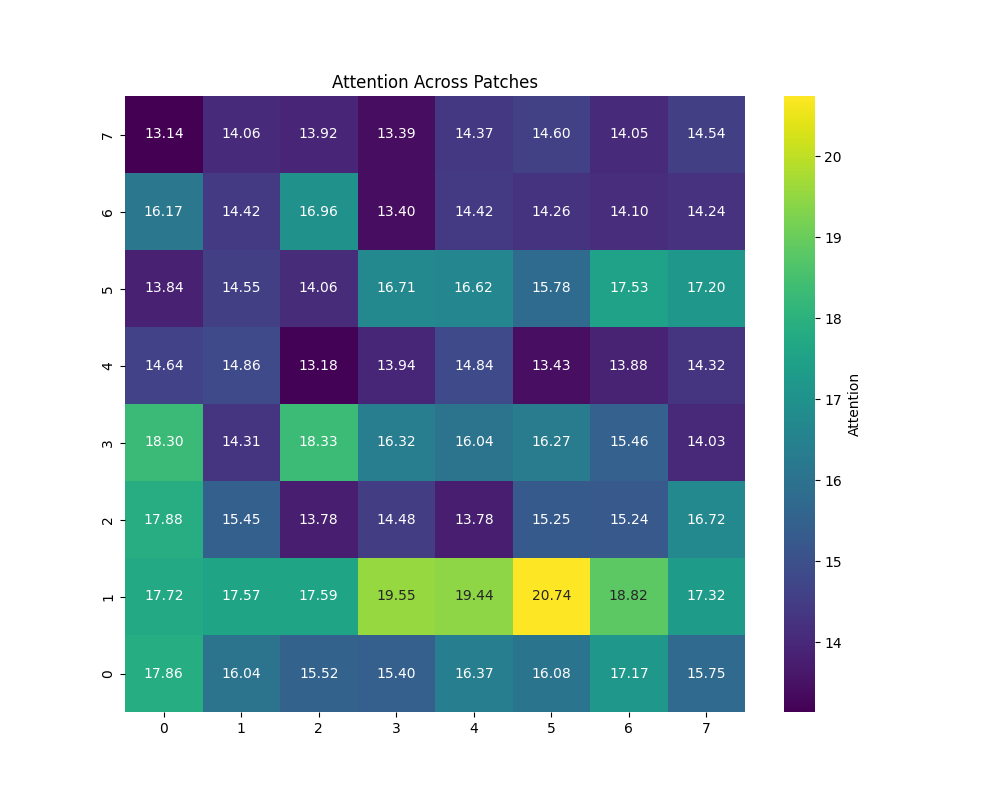 Attention Across Patches
7 13.14 14.06 13.92 13.39 14.37 14.60 14.05 14.54
6 16.17 14.42 16.96 13.40 14.42 14.26 14.10 14.24
5 13.84 14.55 14.06 16.71 16.62 15.78 17.53 17.20
4 14.64 14.86 13.18 13.94 14.84 13.43 13.88 14.32
3 18.30 14.31 18.33 16.32 16.04 16.27 15.46 14.03
2 17.88 15.45 13.78 14.48 13.78 15.25 15.24 16.72
1 17.72 17.57 17.59 19.55 19.44 20.74 18.82 17.32
0 17.86 16.04 15.52 15.40 16.37 16.08 17.17 15.75
0 1 2 3 4 5 6 7
20
19
18
17
16
15
14
Attention